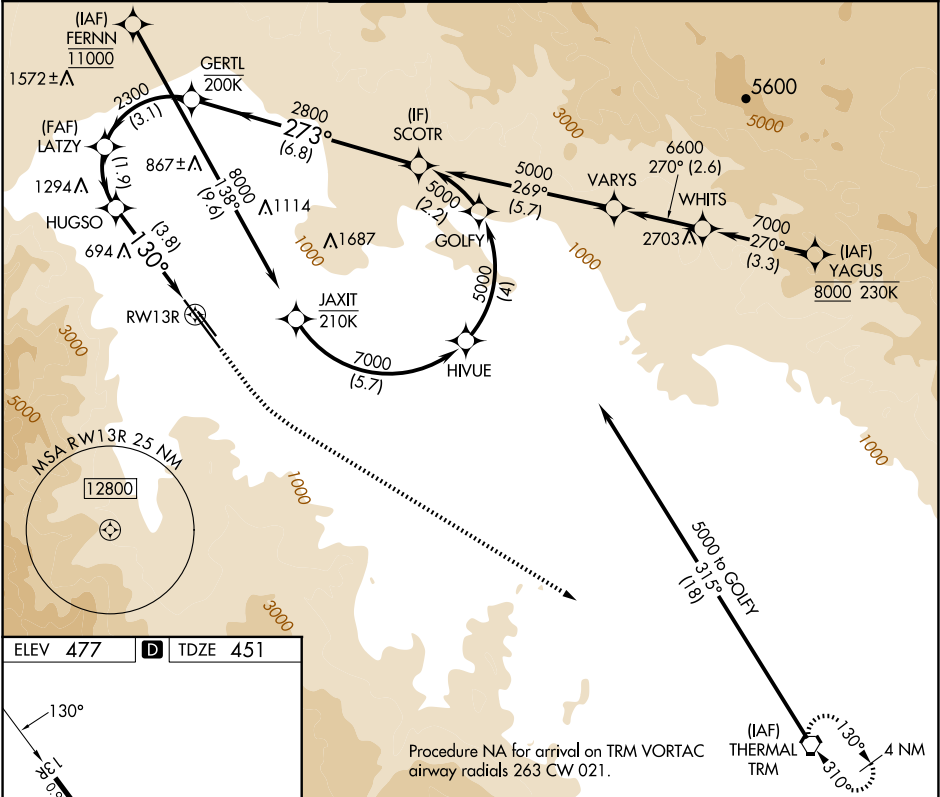 (IAF)
FERNN
11000
1572±
GERTL
200K
2300
(3.1)
(FAF)
LATZY
(1.9)
1294
HUGSO
(3.8)
694
130°
RW13R
867±
8000
138°
(9.6)
1114
1000
1687
2800
273°
(6.8)
(IF)
SCOTR
5000
(2.2)
GOLFY
5000
(4)
HIVUE
JAXIT
210K
7000
(5.7)
3000
5600
5000
6600
270° (2.6)
5000
269°
(5.7)
VARYS
WHITS
2703
7000
270°
(3.3)
(IAF)
YAGUS
8000 230K
1000
3000
5000
1000
1000
3000
MSA RW13R 25 NM
12800
5000 to GOLFY
315°
(18)
(IAF)
THERMAL
TRM
130°
310°
4 NM
Procedure NA for arrival on TRM VORTAC
airway radials 263 CW 021.
ELEV 477 D TDZE 451
130°
13R